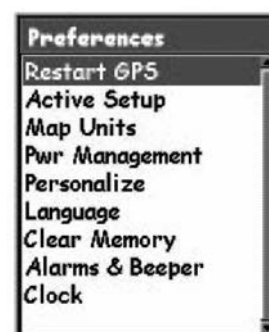 Preferences
Restart GPS
Active Setup
Map Units
Pwr Management
Personalize
Language
Clear Memory
Alarms & Beeper
Clock